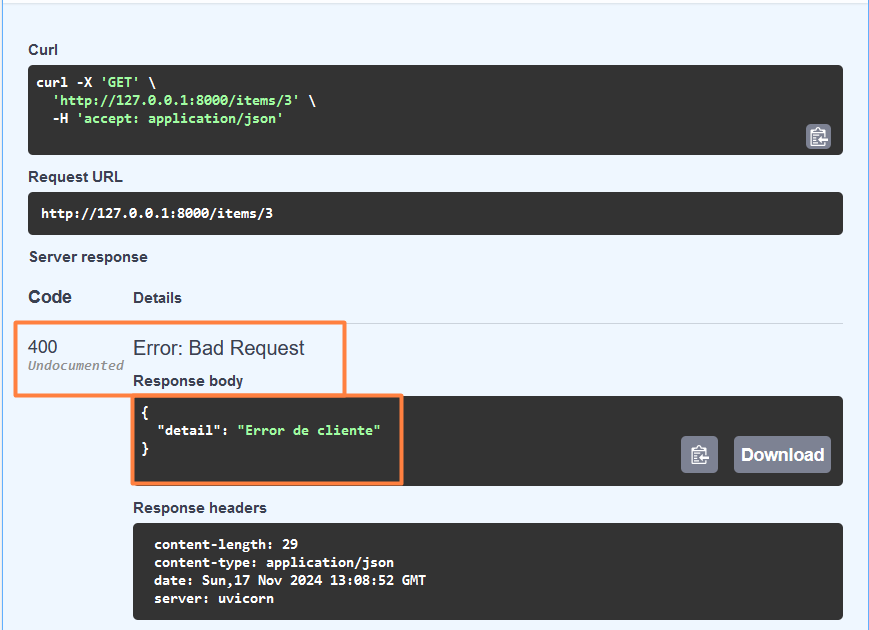 Curl
curl -X 'GET' \
  'http://127.0.0.1:8000/items/3' \
  -H 'accept: application/json'
Request URL
http://127.0.0.1:8000/items/3
Server response
Code Details
400 Error: Bad Request
Undocumented
Response body
{
  "detail": "Error de cliente"
}
Download
Response headers
content-length: 29
content-type: application/json
date: Sun,17 Nov 2024 13:08:52 GMT
server: uvicorn